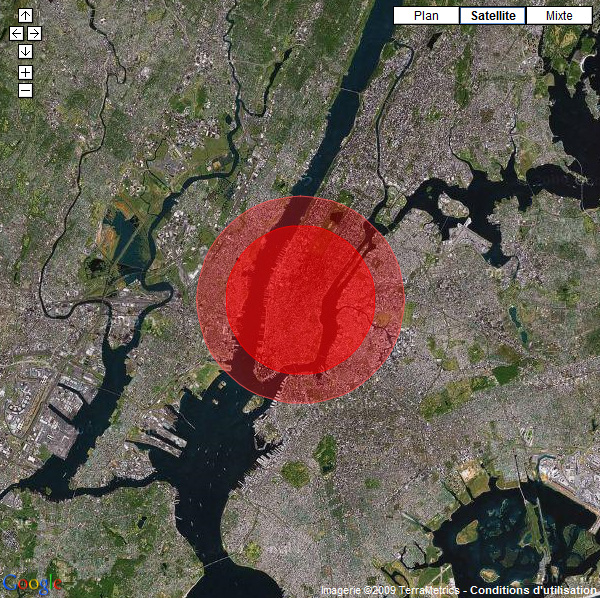 Plan Satellite Mixte
Google
Imagerie ©2009 TerraMetrics - Conditions d'utilisation